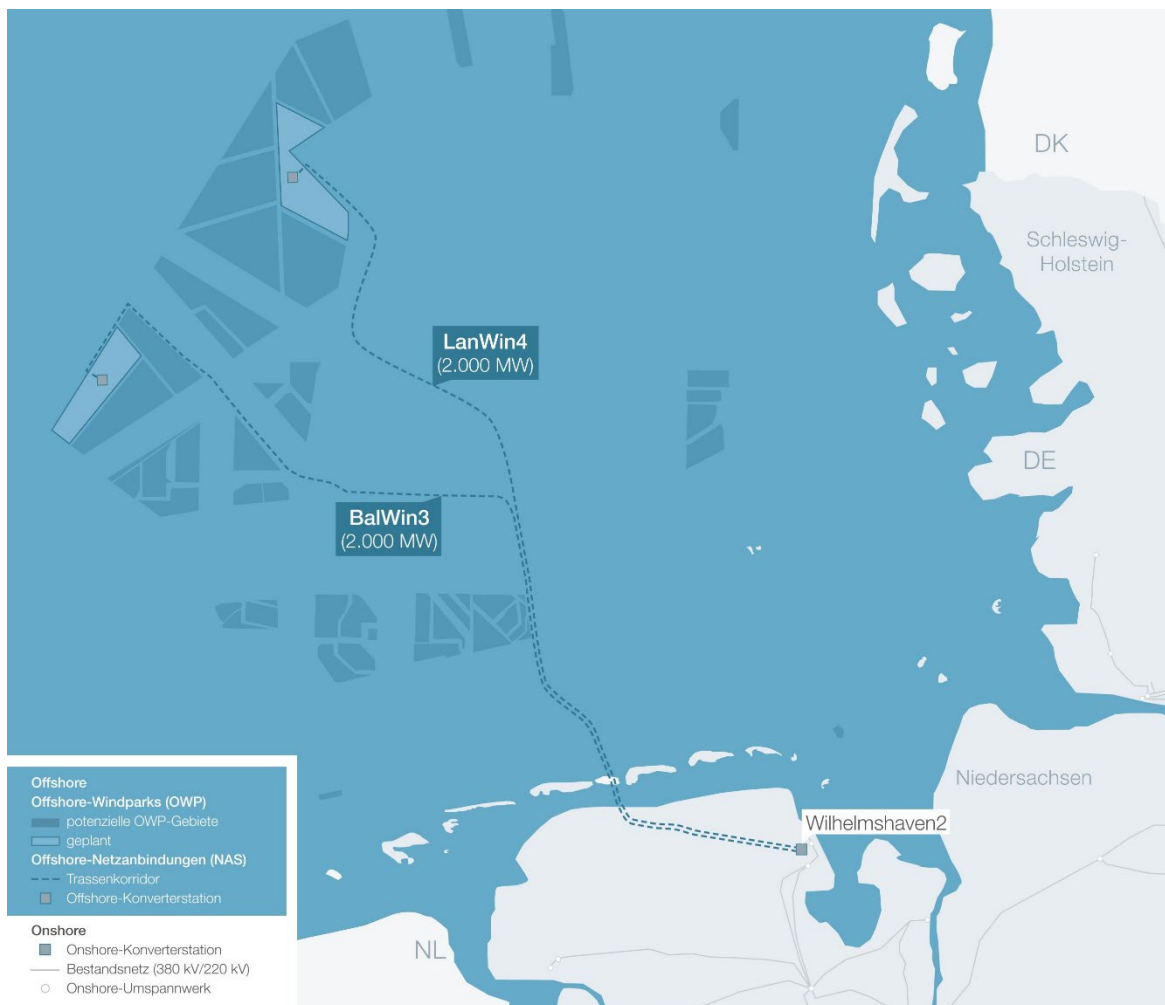 DK
Schleswig-
Holstein
LanWin4
(2.000 MW)
DE
BalWin3
(2.000 MW)
Niedersachsen
Wilhelmshaven2
NL
Offshore
Offshore-Windparks (OWP)
potenzielle OWP-Gebiete
geplant
Offshore-Netzanbindungen (NAS)
Trassenkorridor
Offshore-Konverterstation
Onshore
Onshore-Konverterstation
Bestandsnetz (380 kV/220 kV)
Onshore-Umspannwerk